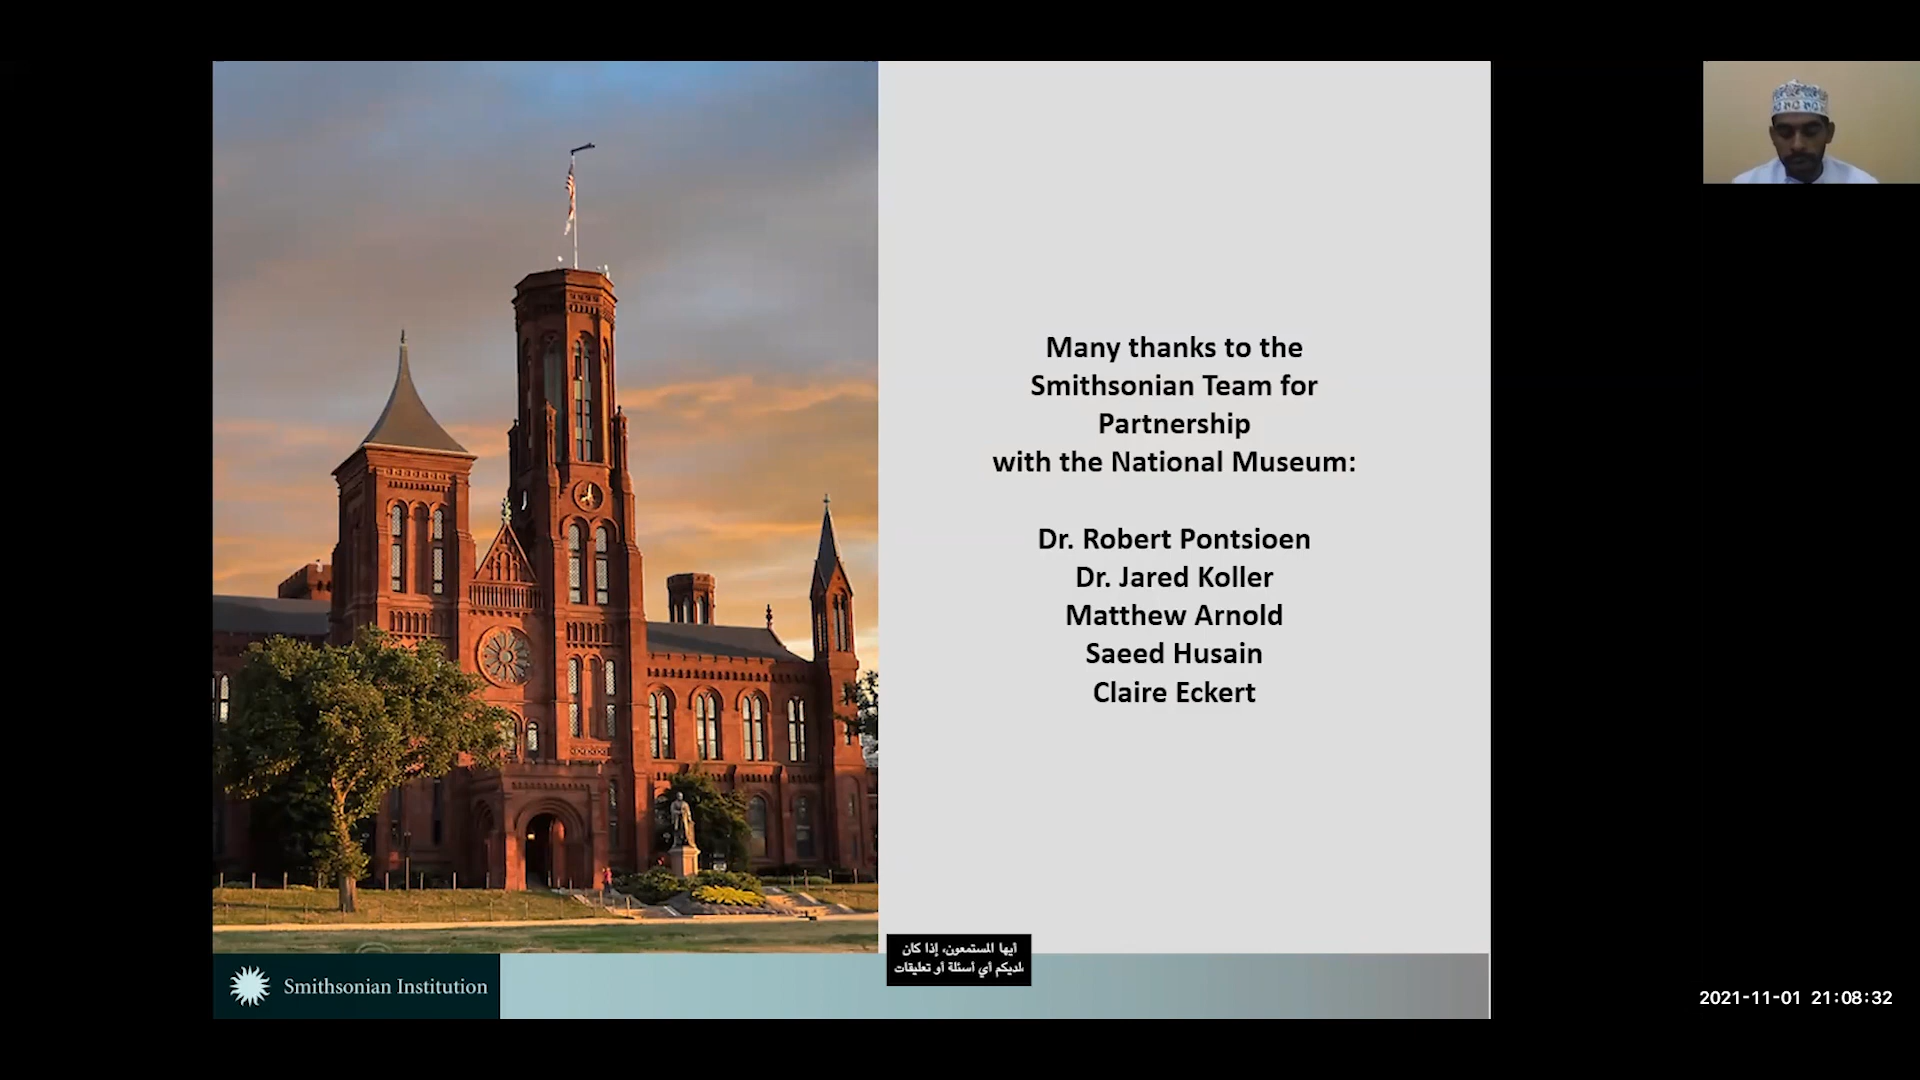 Many thanks to the
Smithsonian Team for
Partnership
with the National Museum:
Dr. Robert Pontsioen
Dr. Jared Koller
Matthew Arnold
Saeed Husain
Claire Eckert
أيها المستمعون، إذا كان
لديكم أي أسئلة أو تعليقات،
Smithsonian Institution
2021-11-01 21:08:32